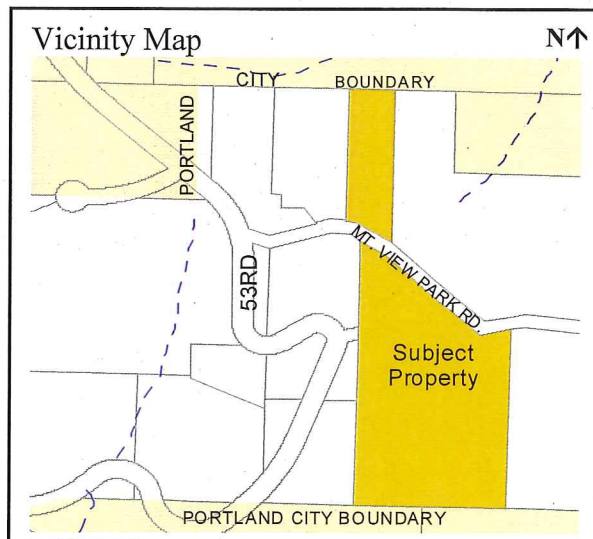 Vicinity Map
N↑
CITY BOUNDARY
PORTLAND
53RD
MT. VIEW PARK RD.
Subject
Property
PORTLAND CITY BOUNDARY